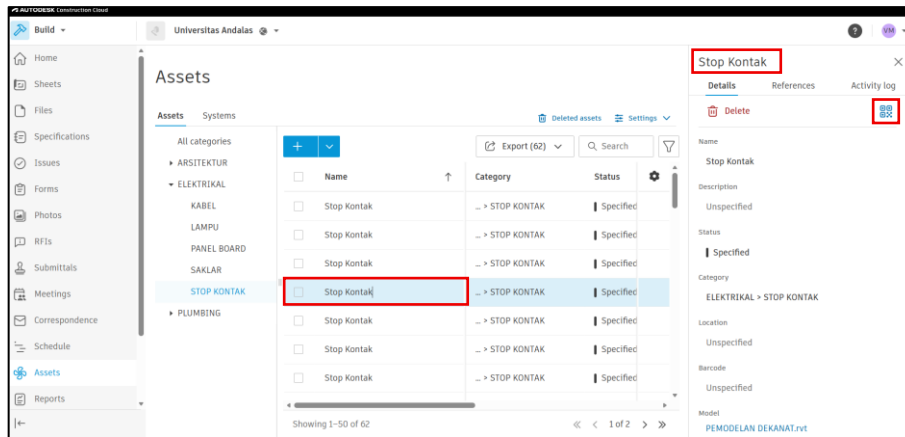 AUTODESK Construction Cloud
Build
Universitas Andalas
VM
Home
Sheets
Files
Specifications
Issues
Forms
Photos
RFIs
Submittals
Meetings
Correspondence
Schedule
Assets
Reports
Assets
Assets Systems
Deleted assets Settings
All categories
ARSITEKTUR
ELEKTRIKAL
KABEL
LAMPU
PANEL BOARD
SAKLAR
STOP KONTAK
PLUMBING
+ Export (62) Search
Name Category Status
Stop Kontak ... > STOP KONTAK Specified
Stop Kontak ... > STOP KONTAK Specified
Stop Kontak ... > STOP KONTAK Specified
Stop Kontak ... > STOP KONTAK Specified
Stop Kontak ... > STOP KONTAK Specified
Stop Kontak ... > STOP KONTAK Specified
Stop Kontak ... > STOP KONTAK Specified
Showing 1-50 of 62 1 of 2
Stop Kontak
Details References Activity log
Delete
Name
Stop Kontak
Description
Unspecified
Status
Specified
Category
ELEKTRIKAL > STOP KONTAK
Location
Unspecified
Barcode
Unspecified
Model
PEMODELAN DEKANAT.rvt